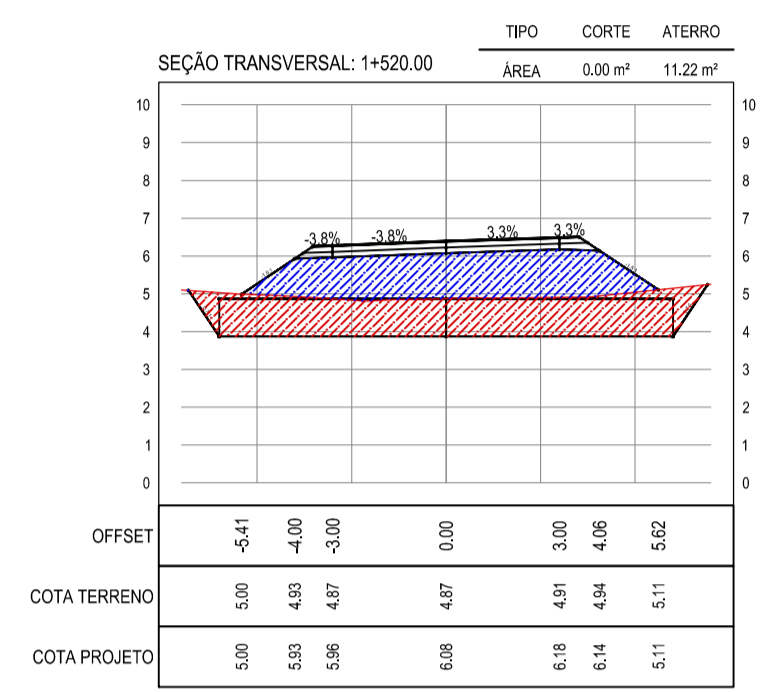 TIPO CORTE ATERRO
SEÇÃO TRANSVERSAL: 1+520.00
ÁREA 0.00 m² 11.22 m²
10 10
9 9
8 8
7 7
-3.8% -3.8% 3.3% 3.3%
6 6
5 5
4 4
3 3
2 2
1 1
0 0
OFFSET -5.41 -4.00 -3.00 0.00 3.00 4.06 5.62
COTA TERRENO 5.00 4.93 4.87 4.87 4.91 4.94 5.11
COTA PROJETO 5.00 5.93 5.96 6.08 6.18 6.14 5.11